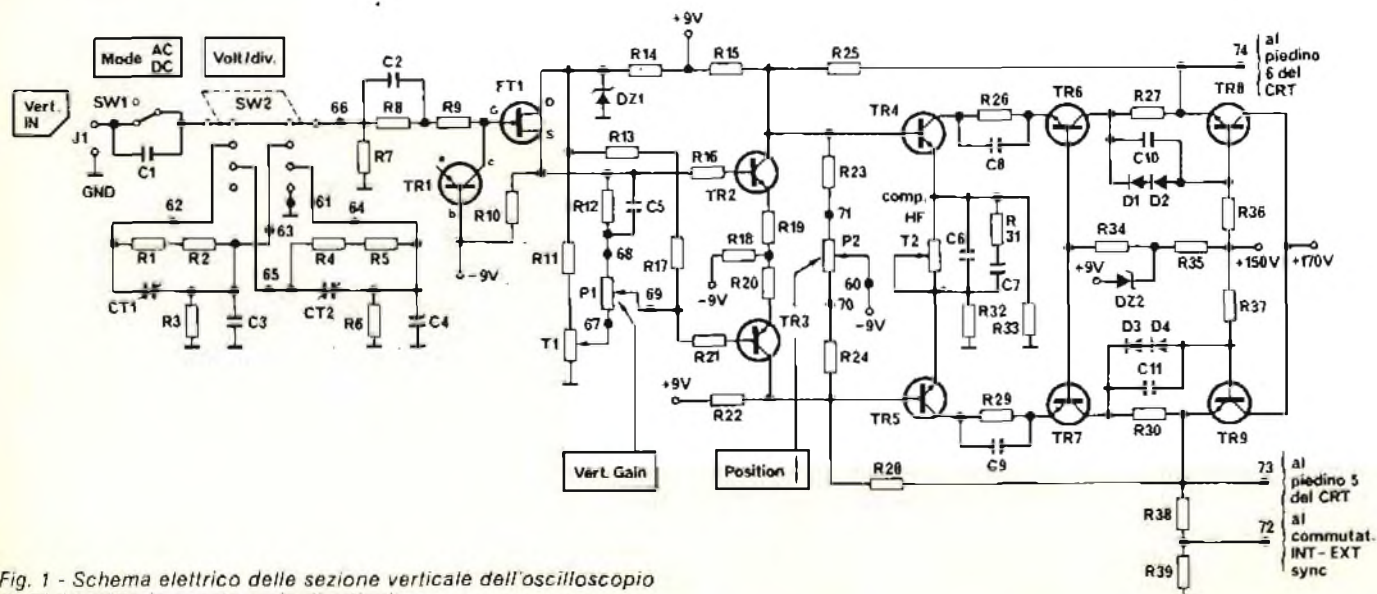 Mode AC
DC
Volt/div.
Vert.
IN
J1
GND
SW1
C1
SW2
66
C2
R8
R9
R7
FT1
G
D
S
TR1
c
b
-9V
R10
62
63
61
64
65
R1
R2
R4
R5
CT1
R3
C3
CT2
R6
C4
R14
+9V
R15
R25
DZ1
R13
R12
C5
R16
R11
68
P1
67
T1
R17
69
R21
TR2
R19
R18
-9V
R20
TR3
+9V
R22
R23
71
P2
70
60
-9V
R24
Vert. Gain
Position
TR4
comp.
HF
T2
C6
R
31
C7
R32
R33
TR5
R26
C8
R29
C9
TR6
TR7
R27
C10
D1
D2
R34
+9V
DZ2
R35
D3
D4
C11
R30
TR8
R36
+150V
+170V
R37
TR9
R28
R38
R39
74
al
piedino
6 del
CRT
73
al
piedino 5
del CRT
72
al
commutat.
INT-EXT
sync
Fig. 1 - Schema elettrico delle sezione verticale dell'oscilloscopio